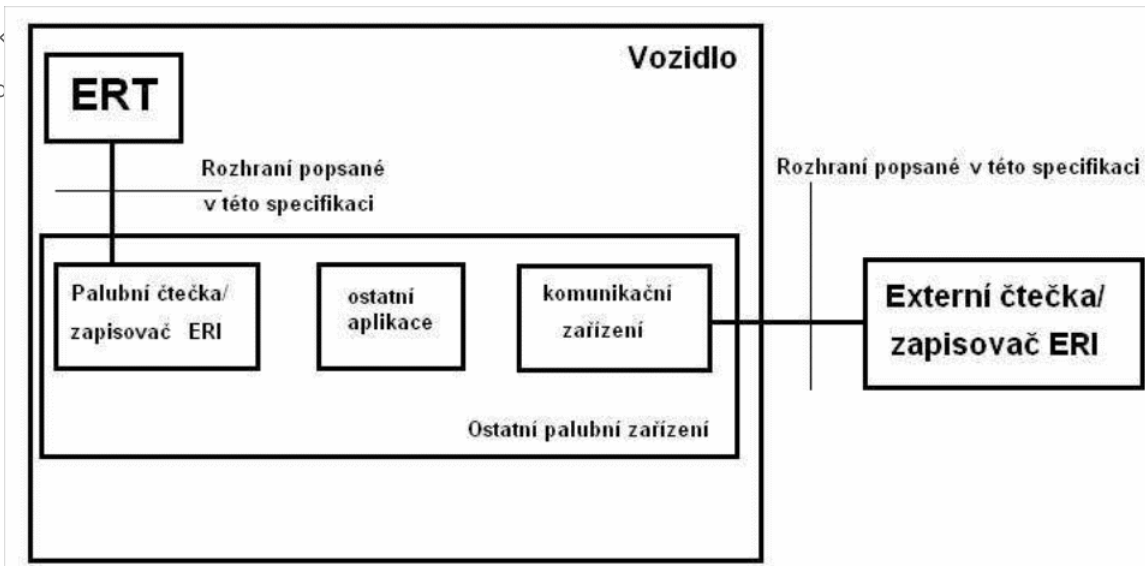 Vozidlo
ERT
Rozhraní popsané
v této specifikaci
Rozhraní popsané v této specifikaci
Palubní čtečka/
zapisovač ERI
ostatní
aplikace
komunikační
zařízení
Externí čtečka/
zapisovač ERI
Ostatní palubní zařízení